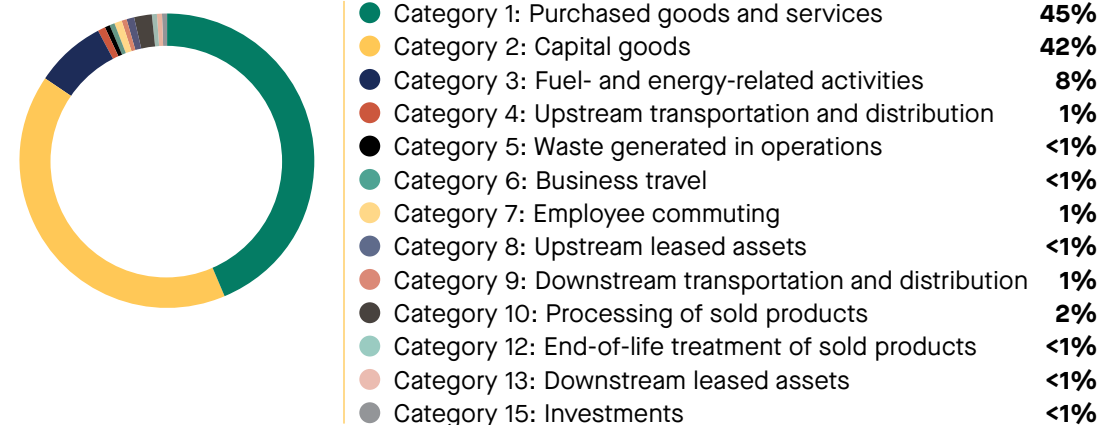 Category 1: Purchased goods and services 45%
Category 2: Capital goods 42%
Category 3: Fuel- and energy-related activities 8%
Category 4: Upstream transportation and distribution 1%
Category 5: Waste generated in operations <1%
Category 6: Business travel <1%
Category 7: Employee commuting 1%
Category 8: Upstream leased assets <1%
Category 9: Downstream transportation and distribution 1%
Category 10: Processing of sold products 2%
Category 12: End-of-life treatment of sold products <1%
Category 13: Downstream leased assets <1%
Category 15: Investments <1%